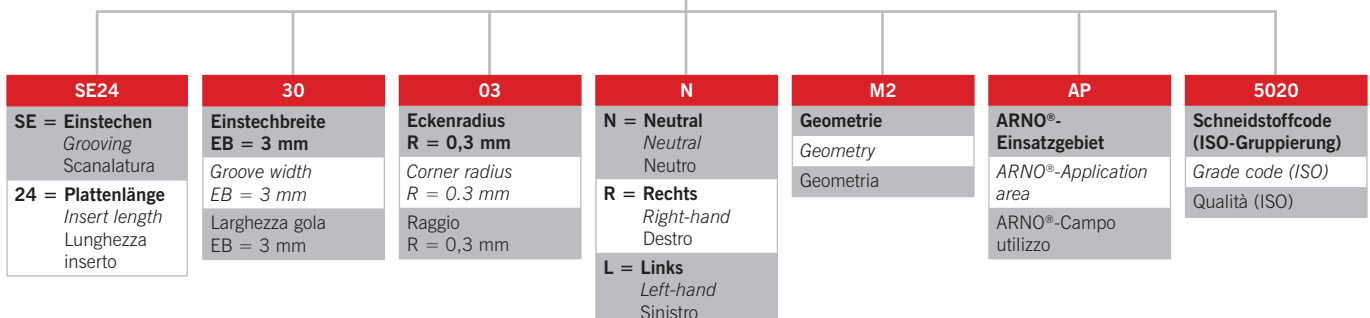 SE24
SE = Einstechen
Grooving
Scanalatura
24 = Plattenlänge
Insert length
Lunghezza
inserto
30
Einstechbreite
EB = 3 mm
Groove width
EB = 3 mm
Larghezza gola
EB = 3 mm
03
Eckenradius
R = 0,3 mm
Corner radius
R = 0.3 mm
Raggio
R = 0,3 mm
N
N = Neutral
Neutral
Neutro
R = Rechts
Right-hand
Destro
L = Links
Left-hand
Sinistro
M2
Geometrie
Geometry
Geometria
AP
ARNO®-
Einsatzgebiet
ARNO®-Application
area
ARNO®-Campo
utilizo
5020
Schneidstoffcode
(ISO-Gruppierung)
Grade code (ISO)
Qualità (ISO)